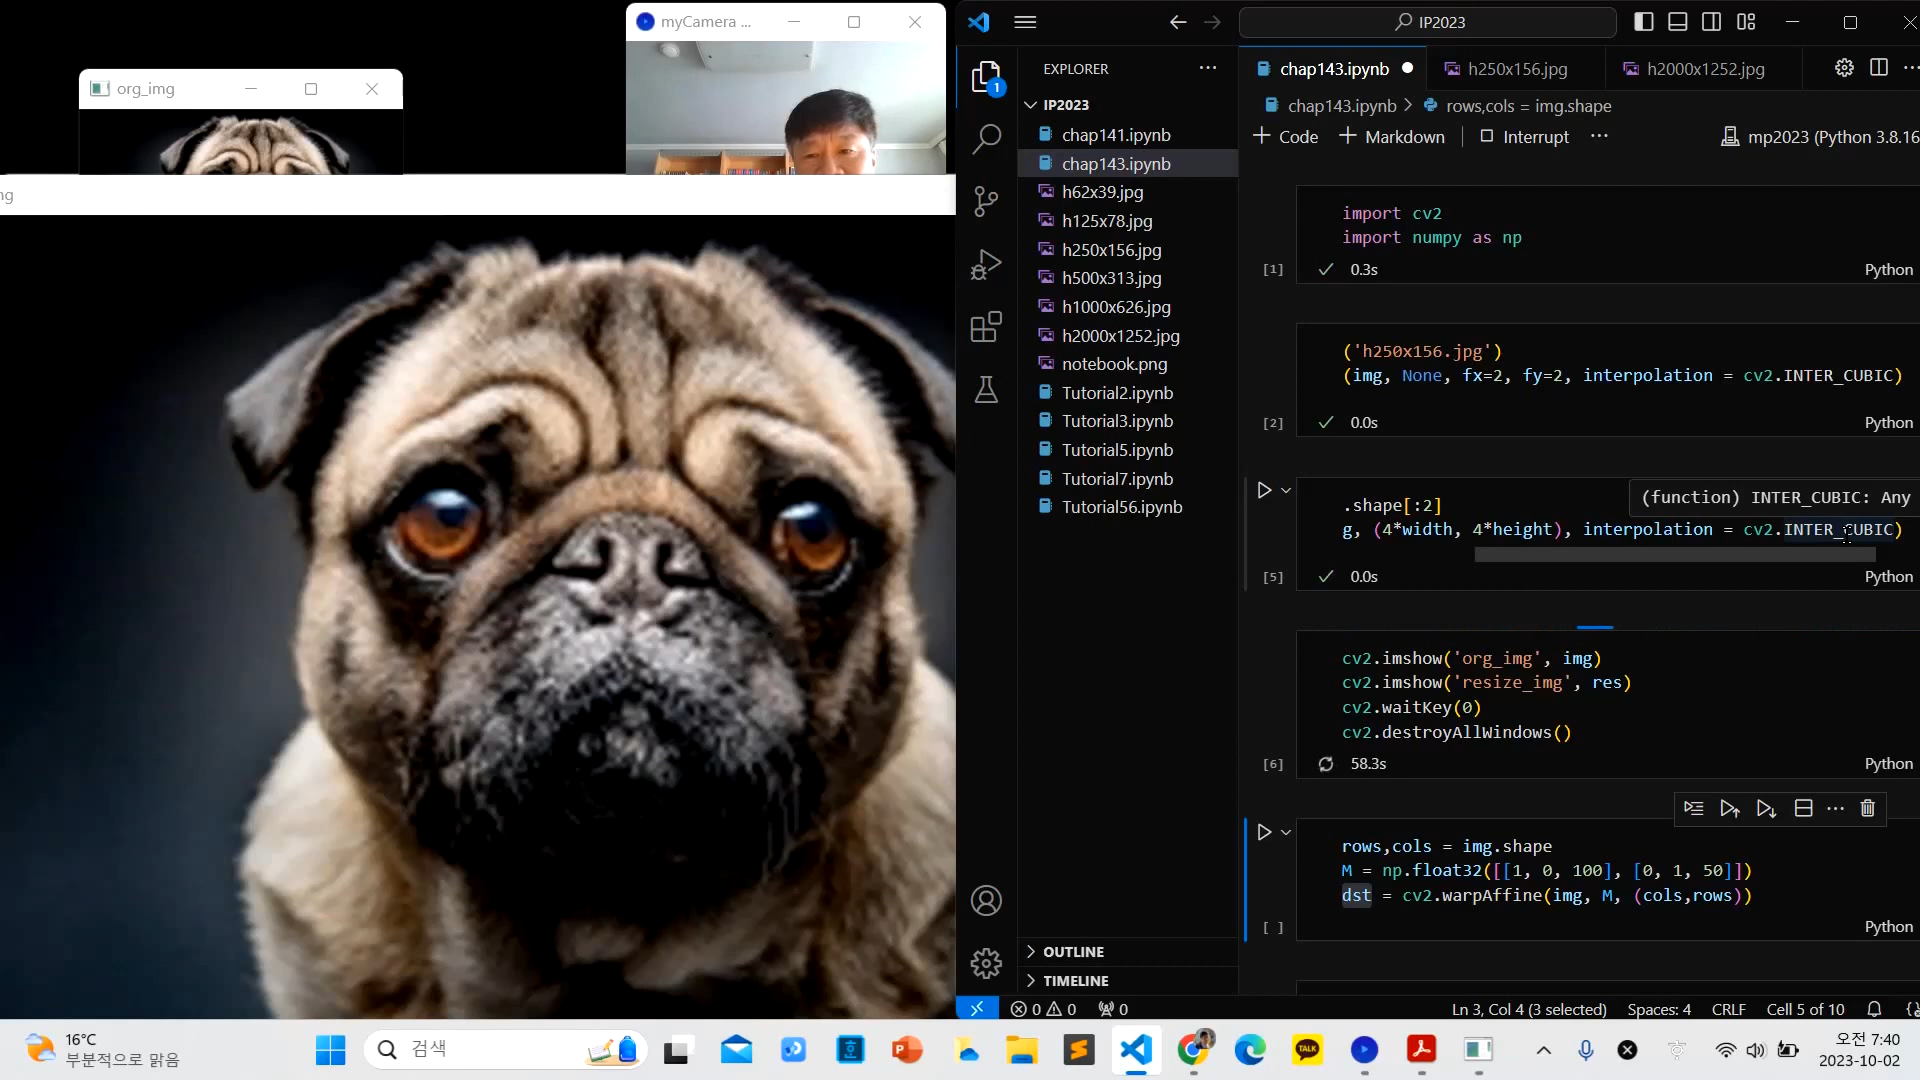 myCamera ...
org_img
ng
IP2023
EXPLORER
IP2023
chap141.ipynb
chap143.ipynb
h62x39.jpg
h125x78.jpg
h250x156.jpg
h500x313.jpg
h1000x626.jpg
h2000x1252.jpg
notebook.png
Tutorial2.ipynb
Tutorial3.ipynb
Tutorial5.ipynb
Tutorial7.ipynb
Tutorial56.ipynb
OUTLINE
TIMELINE
1
chap143.ipynb
h250x156.jpg
h2000x1252.jpg
chap143.ipynb > rows,cols = img.shape
+ Code + Markdown Interrupt ... mp2023 (Python 3.8.16
import cv2
import numpy as np
[1] 0.3s Python
('h250x156.jpg')
(img, None, fx=2, fy=2, interpolation = cv2.INTER_CUBIC)
[2] 0.0s Python
(function) INTER_CUBIC: Any
.shape[:2]
g, (4*width, 4*height), interpolation = cv2.INTER_CUBIC)
[5] 0.0s Python
cv2.imshow('org_img', img)
cv2.imshow('resize_img', res)
cv2.waitKey(0)
cv2.destroyAllWindows()
[6] 58.3s Python
rows,cols = img.shape
M = np.float32([[1, 0, 100], [0, 1, 50]])
dst = cv2.warpAffine(img, M, (cols,rows))
[ ] Python
0 0 0 Ln 3, Col 4 (3 selected) Spaces: 4 CRLF Cell 5 of 10
16°C
부분적으로 맑음
검색
TALK
오전 7:40
2023-10-02